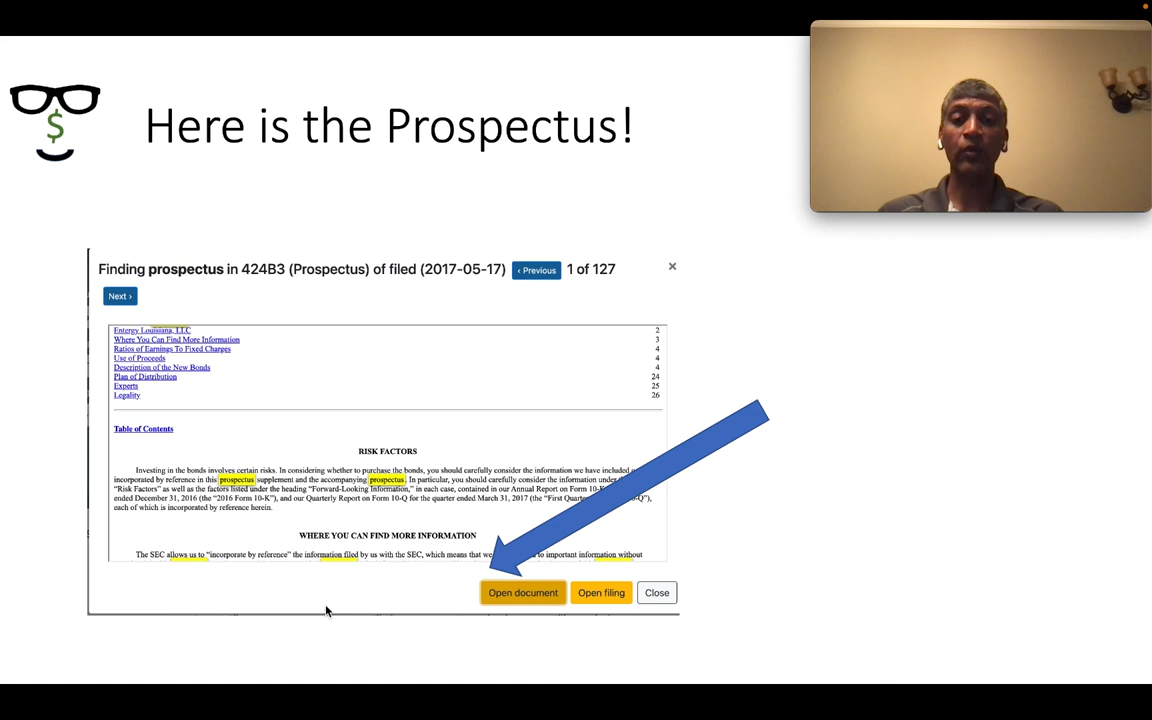 $
Here is the Prospectus!
Finding prospectus in 424B3 (Prospectus) of filed (2017-05-17) ‹ Previous 1 of 127 ×
Next ›
Entergy Louisiana, LLC 2
Where You Can Find More Information 3
Ratios of Earnings To Fixed Charges 4
Use of Proceeds 4
Description of the New Bonds 4
Plan of Distribution 24
Experts 25
Legality 26
Table of Contents
RISK FACTORS
Investing in the bonds involves certain risks. In considering whether to purchase the bonds, you should carefully consider the information we have included
incorporated by reference in this prospectus supplement and the accompanying prospectus. In particular, you should carefully consider the information under
“Risk Factors” as well as the factors listed under the heading “Forward-Looking Information,” in each case, contained in our Annual Report on Form
ended December 31, 2016 (the “2016 Form 10-K”), and our Quarterly Report on Form 10-Q for the quarter ended March 31, 2017 (the “First -Q”),
each of which is incorporated by reference herein.
WHERE YOU CAN FIND MORE INFORMATION
The SEC allows us to “incorporate by reference” the information filed by us with the SEC, which means that to important information without
Open document Open filing Close